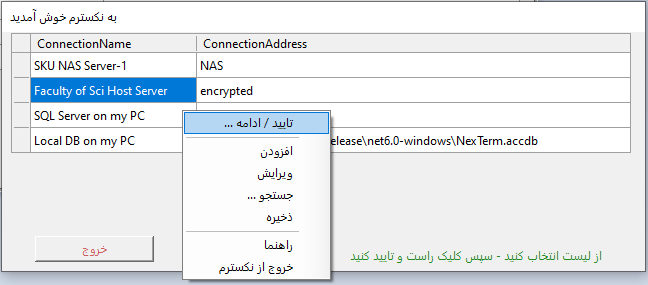 به نکسترم خوش آمدید
ConnectionName ConnectionAddress
SKU NAS Server-1 NAS
Faculty of Sci Host Server encrypted
SQL Server on my PC
Local DB on my PC elease\net6.0-windows\NexTerm.accdb
تایید / ادامه ...
افزودن
ویرایش
جستجو ...
ذخیره
راهنما
خروج از نکسترم
خروج
از لیست انتخاب کنید - سپس کلیک راست و تایید کنید